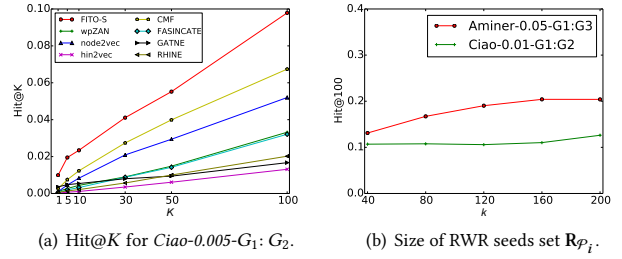 0.10
0.08
0.06
0.04
0.02
0.00
Hit@K
FITO-S
wpZAN
node2vec
hin2vec
CMF
FASINCATE
GATNE
RHINE
1 5 10 30 50 100
K
(a) Hit@K for Ciao-0.005-G1: G2.
0.4
0.3
0.2
0.1
0.0
Hit@100
Aminer-0.05-G1:G3
Ciao-0.01-G1:G2
40 80 120 160 200
k
(b) Size of RWR seeds set R𝒫i.